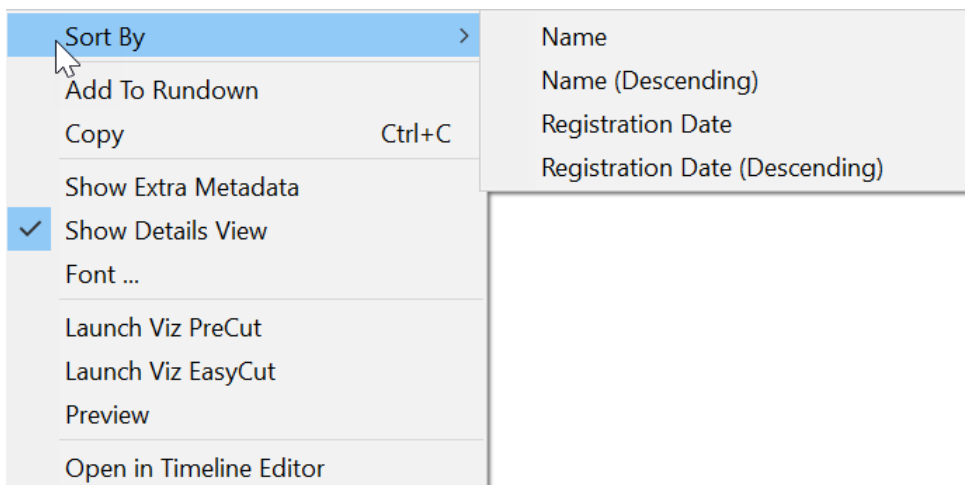 Sort By
Add To Rundown
Copy Ctrl+C
Show Extra Metadata
Show Details View
Font ...
Launch Viz PreCut
Launch Viz EasyCut
Preview
Open in Timeline Editor
Name
Name (Descending)
Registration Date
Registration Date (Descending)